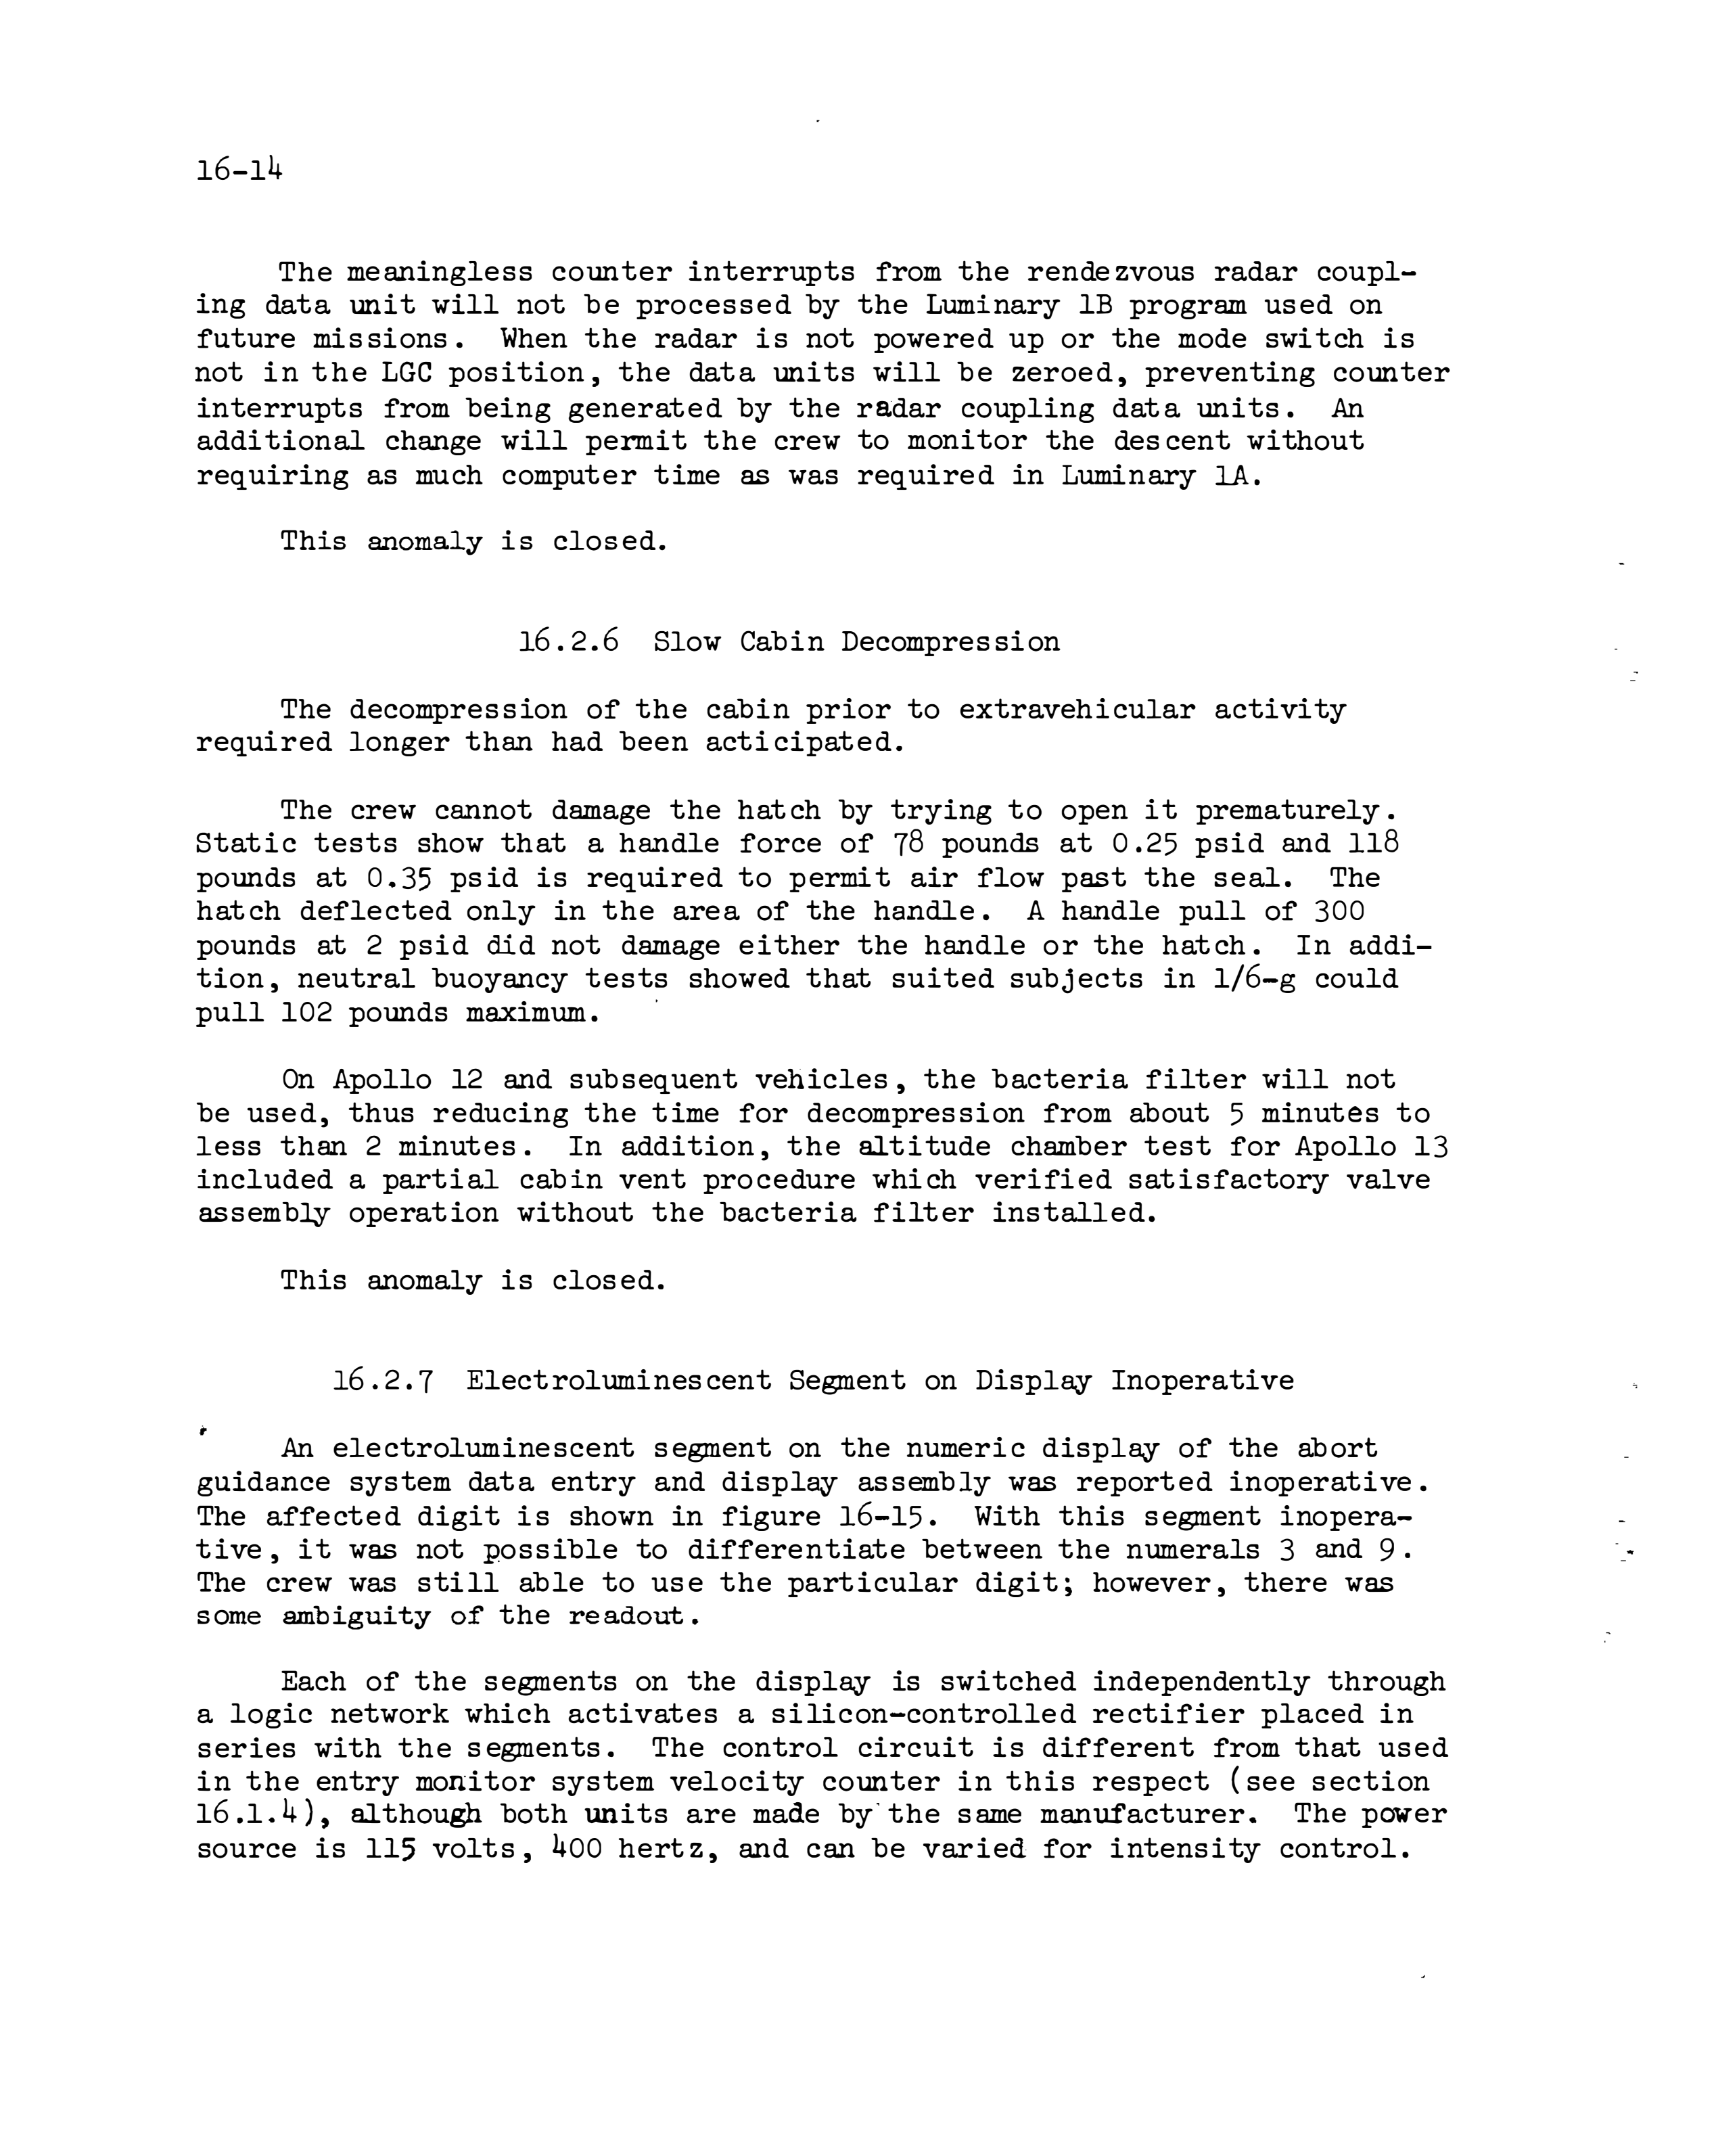 16-14
The meaningless counter interrupts from the rendezvous radar coupl-
ing data unit will not be processed by the Luminary 1B program used on
future missions. When the radar is not powered up or the mode switch is
not in the LGC position, the data units will be zeroed, preventing counter
interrupts from being generated by the radar coupling data units. An
additional change will permit the crew to monitor the descent without
requiring as much computer time as was required in Luminary 1A.
This anomaly is closed.
16.2.6 Slow Cabin Decompression
The decompression of the cabin prior to extravehicular activity
required longer than had been acticipated.
The crew cannot damage the hatch by trying to open it prematurely.
Static tests show that a handle force of 78 pounds at 0.25 psid and 118
pounds at 0.35 psid is required to permit air flow past the seal. The
hatch deflected only in the area of the handle. A handle pull of 300
pounds at 2 psid did not damage either the handle or the hatch. In addi-
tion, neutral buoyancy tests showed that suited subjects in 1/6-g could
pull 102 pounds maximum.
On Apollo 12 and subsequent vehicles, the bacteria filter will not
be used, thus reducing the time for decompression from about 5 minutes to
less than 2 minutes. In addition, the altitude chamber test for Apollo 13
included a partial cabin vent procedure which verified satisfactory valve
assembly operation without the bacteria filter installed.
This anomaly is closed.
16.2.7 Electroluminescent Segment on Display Inoperative
An electroluminescent segment on the numeric display of the abort
guidance system data entry and display assembly was reported inoperative.
The affected digit is shown in figure 16-15. With this segment inopera-
tive, it was not possible to differentiate between the numerals 3 and 9.
The crew was still able to use the particular digit; however, there was
some ambiguity of the readout.
Each of the segments on the display is switched independently through
a logic network which activates a silicon-controlled rectifier placed in
series with the segments. The control circuit is different from that used
in the entry monitor system velocity counter in this respect (see section
16.1.4), although both units are made by the same manufacturer. The power
source is 115 volts, 400 hertz, and can be varied for intensity control.